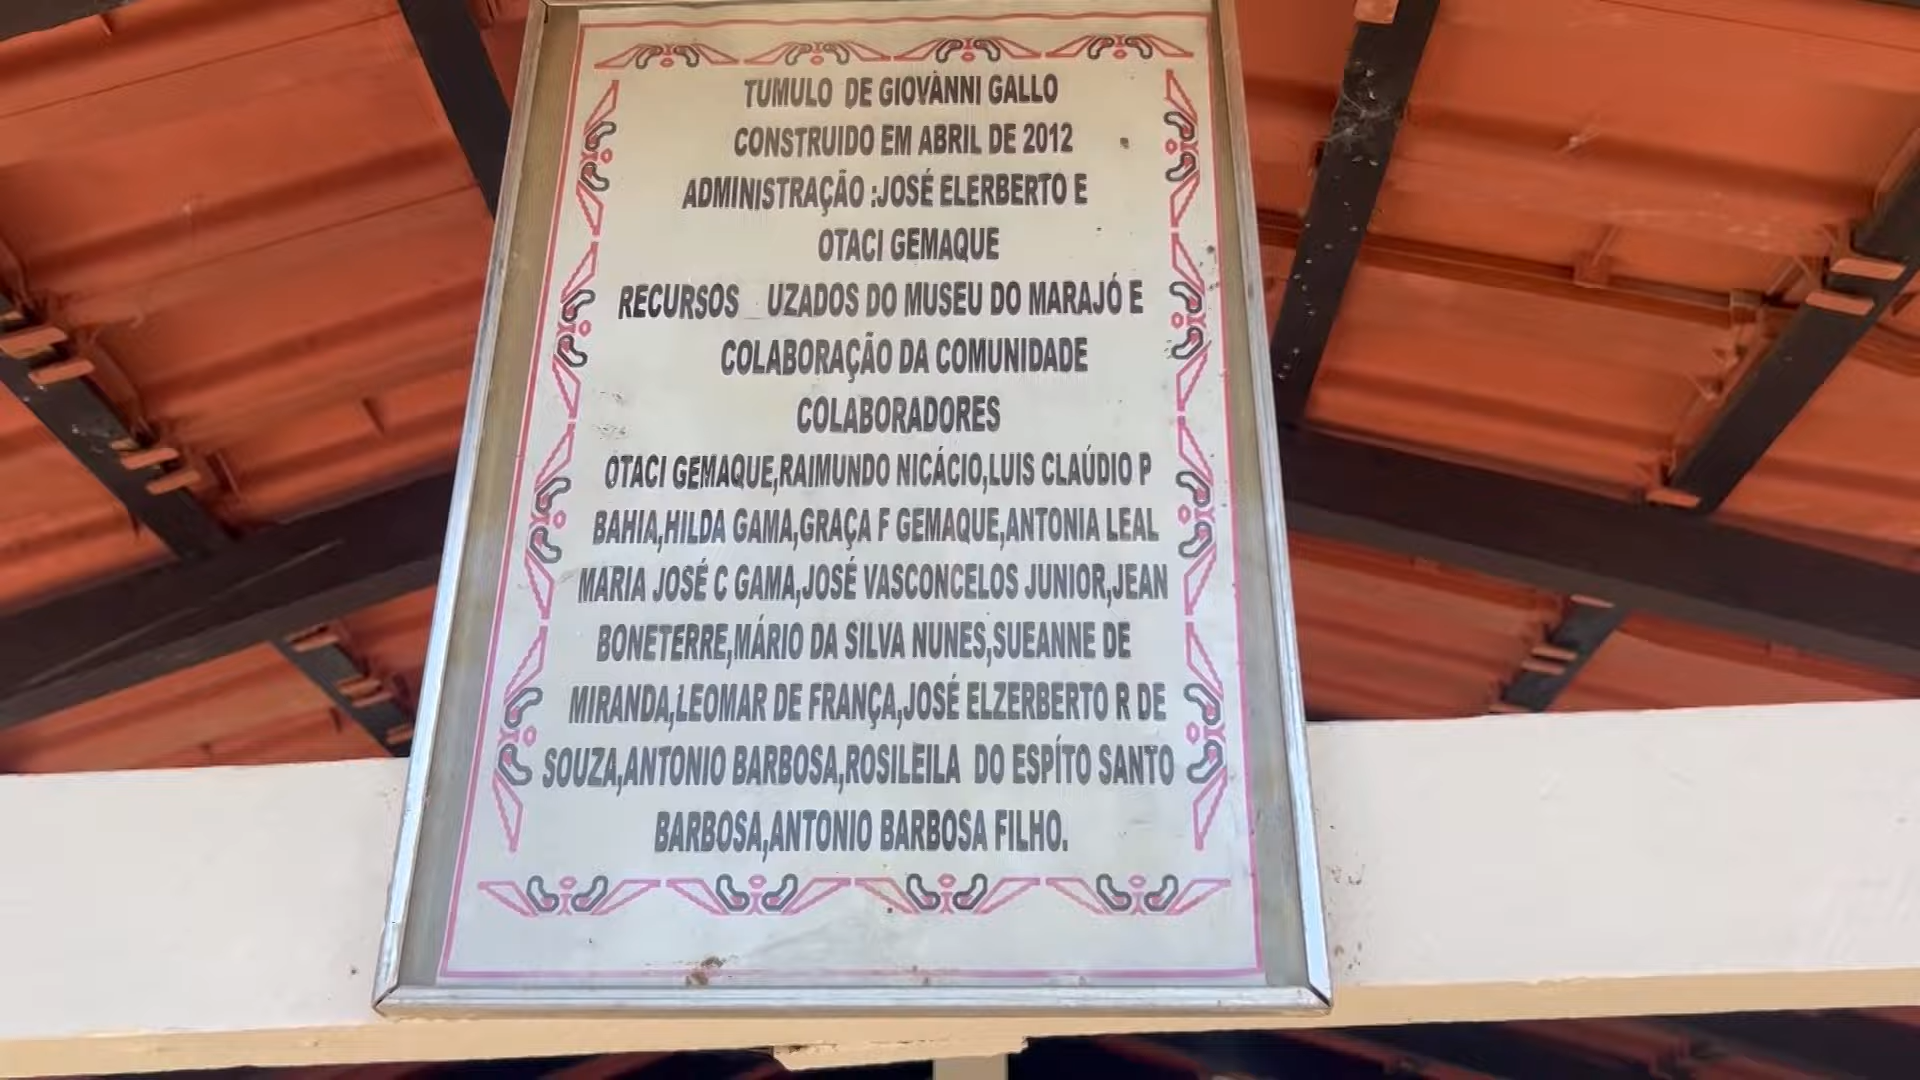 TUMULO DE GIOVÀNNI GALLO
CONSTRUIDO EM ABRIL DE 2012
ADMINISTRAÇÃO :JOSÉ ELERBERTO E
OTACI GEMAQUE
RECURSOS UZADOS DO MUSEU DO MARAJÓ E
COLABORAÇÃO DA COMUNIDADE
COLABORADORES
OTACI GEMAQUE,RAIMUNDO NICÁCIO,LUIS CLAÚDIO P
BAHIA,HILDA GAMA,GRAÇA F GEMAQUE,ANTONIA LEAL
MARIA JOSÉ C GAMA,JOSÉ VASCONCELOS JUNIOR,JEAN
BONETERRE,MÁRIO DA SILVA NUNES,SUEANNE DE
MIRANDA,LEOMAR DE FRANÇA,JOSÉ ELZERBERTO R DE
SOUZA,ANTONIO BARBOSA,ROSILEILA DO ESPÍTO SANTO
BARBOSA,ANTONIO BARBOSA FILHO.